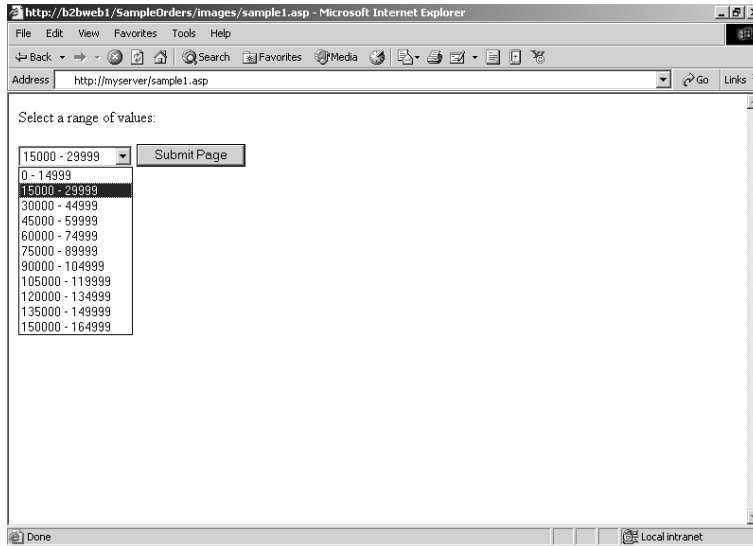 http://b2bweb1/SampleOrders/images/sample1.asp - Microsoft Internet Explorer
File Edit View Favorites Tools Help
Back Search Favorites Media
Address http://myserver/sample1.asp Go Links
Select a range of values:
15000 - 29999 Submit Page
0 - 14999
15000 - 29999
30000 - 44999
45000 - 59999
60000 - 74999
75000 - 89999
90000 - 104999
105000 - 119999
120000 - 134999
135000 - 149999
150000 - 164999
Done Local intranet